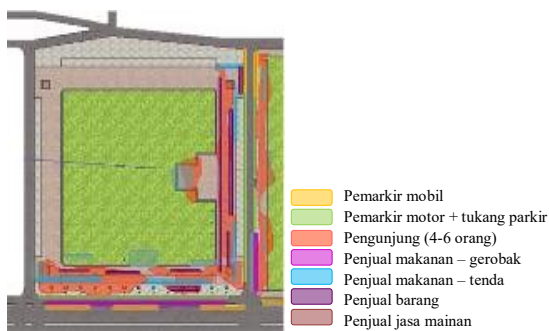 Pemarkir mobil
Pemarkir motor + tukang parkir
Pengunjung (4-6 orang)
Penjual makanan – gerobak
Penjual makanan – tenda
Penjual barang
Penjual jasa mainan